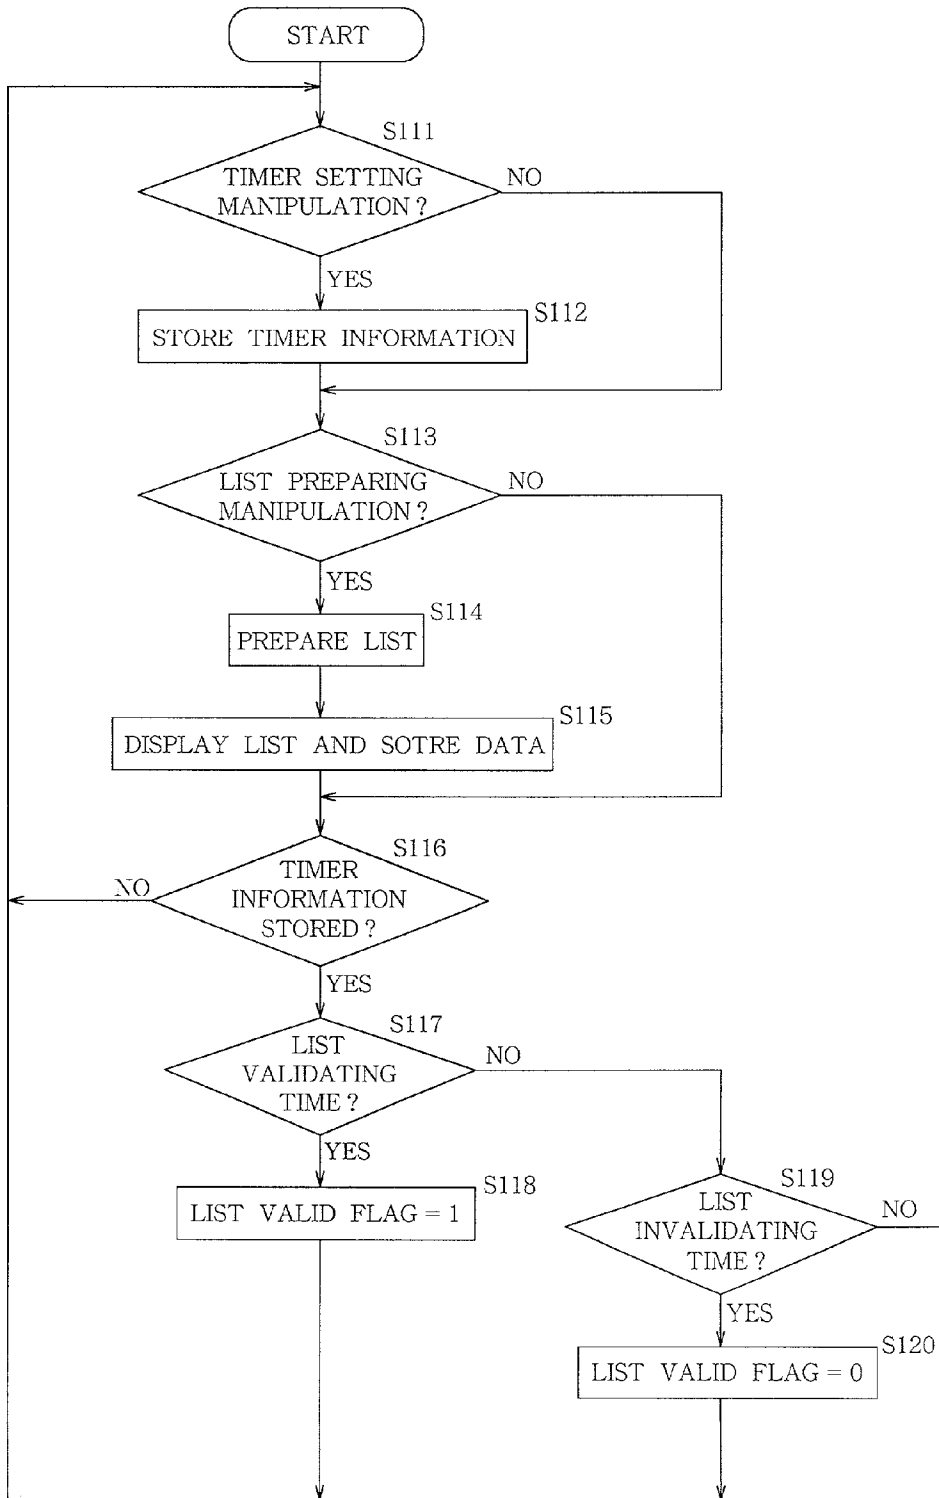 START
S111
TIMER SETTING
MANIPULATION?
NO
YES
S112
STORE TIMER INFORMATION
S113
LIST PREPARING
MANIPULATION?
NO
YES
S114
PREPARE LIST
S115
DISPLAY LIST AND SOTRE DATA
S116
TIMER
INFORMATION
STORED?
NO
YES
S117
LIST
VALIDATING
TIME?
NO
YES
S118
LIST VALID FLAG = 1
S119
LIST
INVALIDATING
TIME?
NO
YES
S120
LIST VALID FLAG = 0